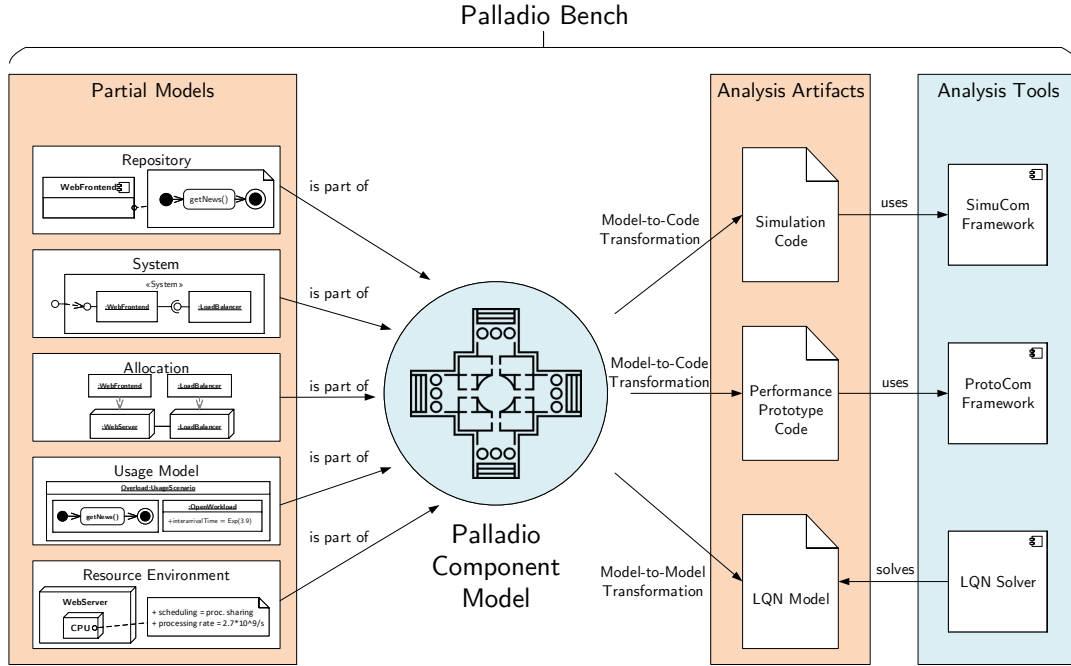 Palladio Bench
Partial Models
Repository
WebFrontend
getNews()
System
«System»
:WebFrontend
:LoadBalancer
Allocation
:WebFrontend
:LoadBalancer
:WebServer
:LoadBalancer
Usage Model
Overload:UsageScenario
getNews()
:OpenWorkload
+interarrivalTime = Exp(3.9)
Resource Environment
WebServer
CPU
+ scheduling = proc. sharing
+ processing rate = 2.7*10^9/s
is part of
is part of
is part of
is part of
is part of
Palladio
Component
Model
Model-to-Code
Transformation
Model-to-Code
Transformation
Model-to-Model
Transformation
Analysis Artifacts
Simulation
Code
Performance
Prototype
Code
LQN Model
uses
uses
solves
Analysis Tools
SimuCom
Framework
ProtoCom
Framework
LQN Solver